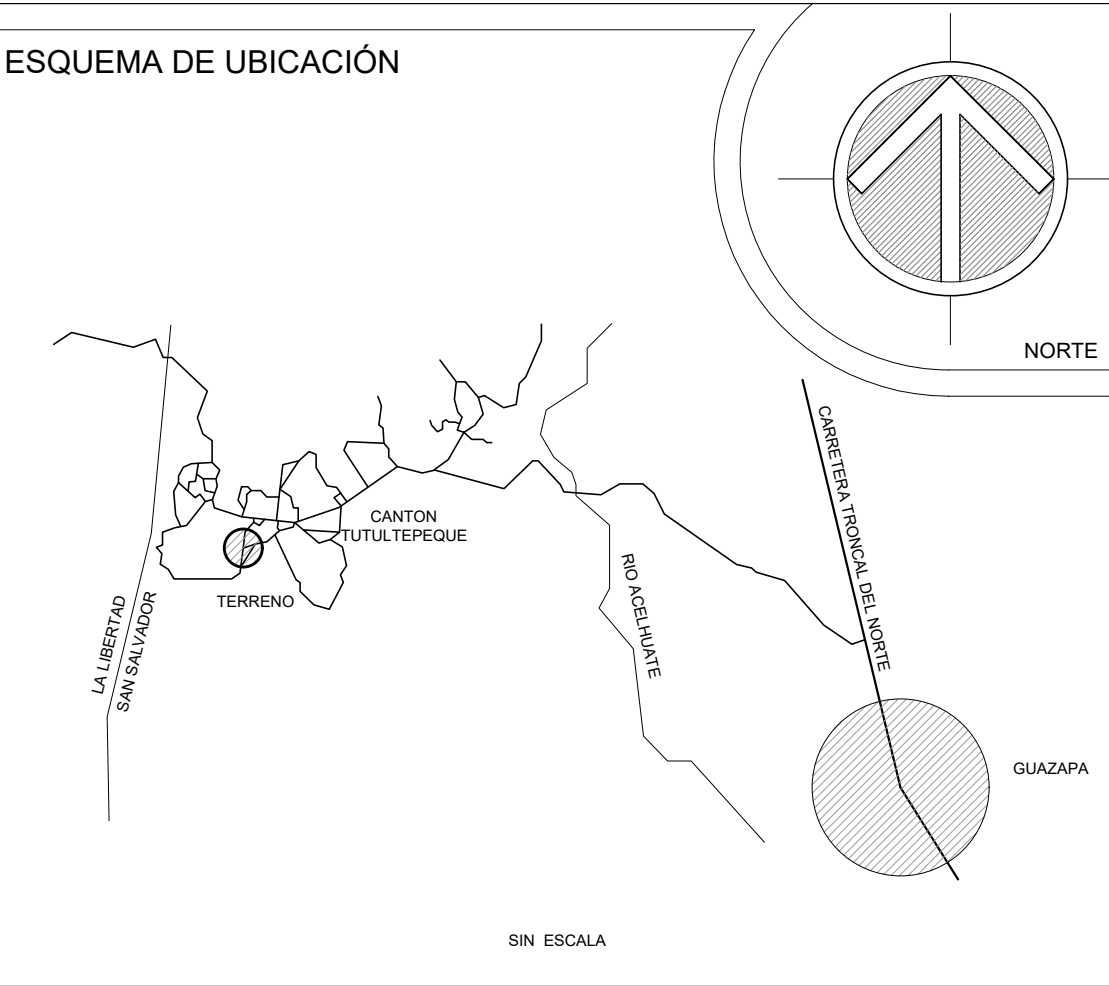 ESQUEMA DE UBICACIÓN
NORTE
CARRETERA TRONCAL DEL NORTE
CANTON
TUTULTEPEQUE
RIO ACELHUATE
TERRENO
LA LIBERTAD
SAN SALVADOR
GUAZAPA
SIN ESCALA